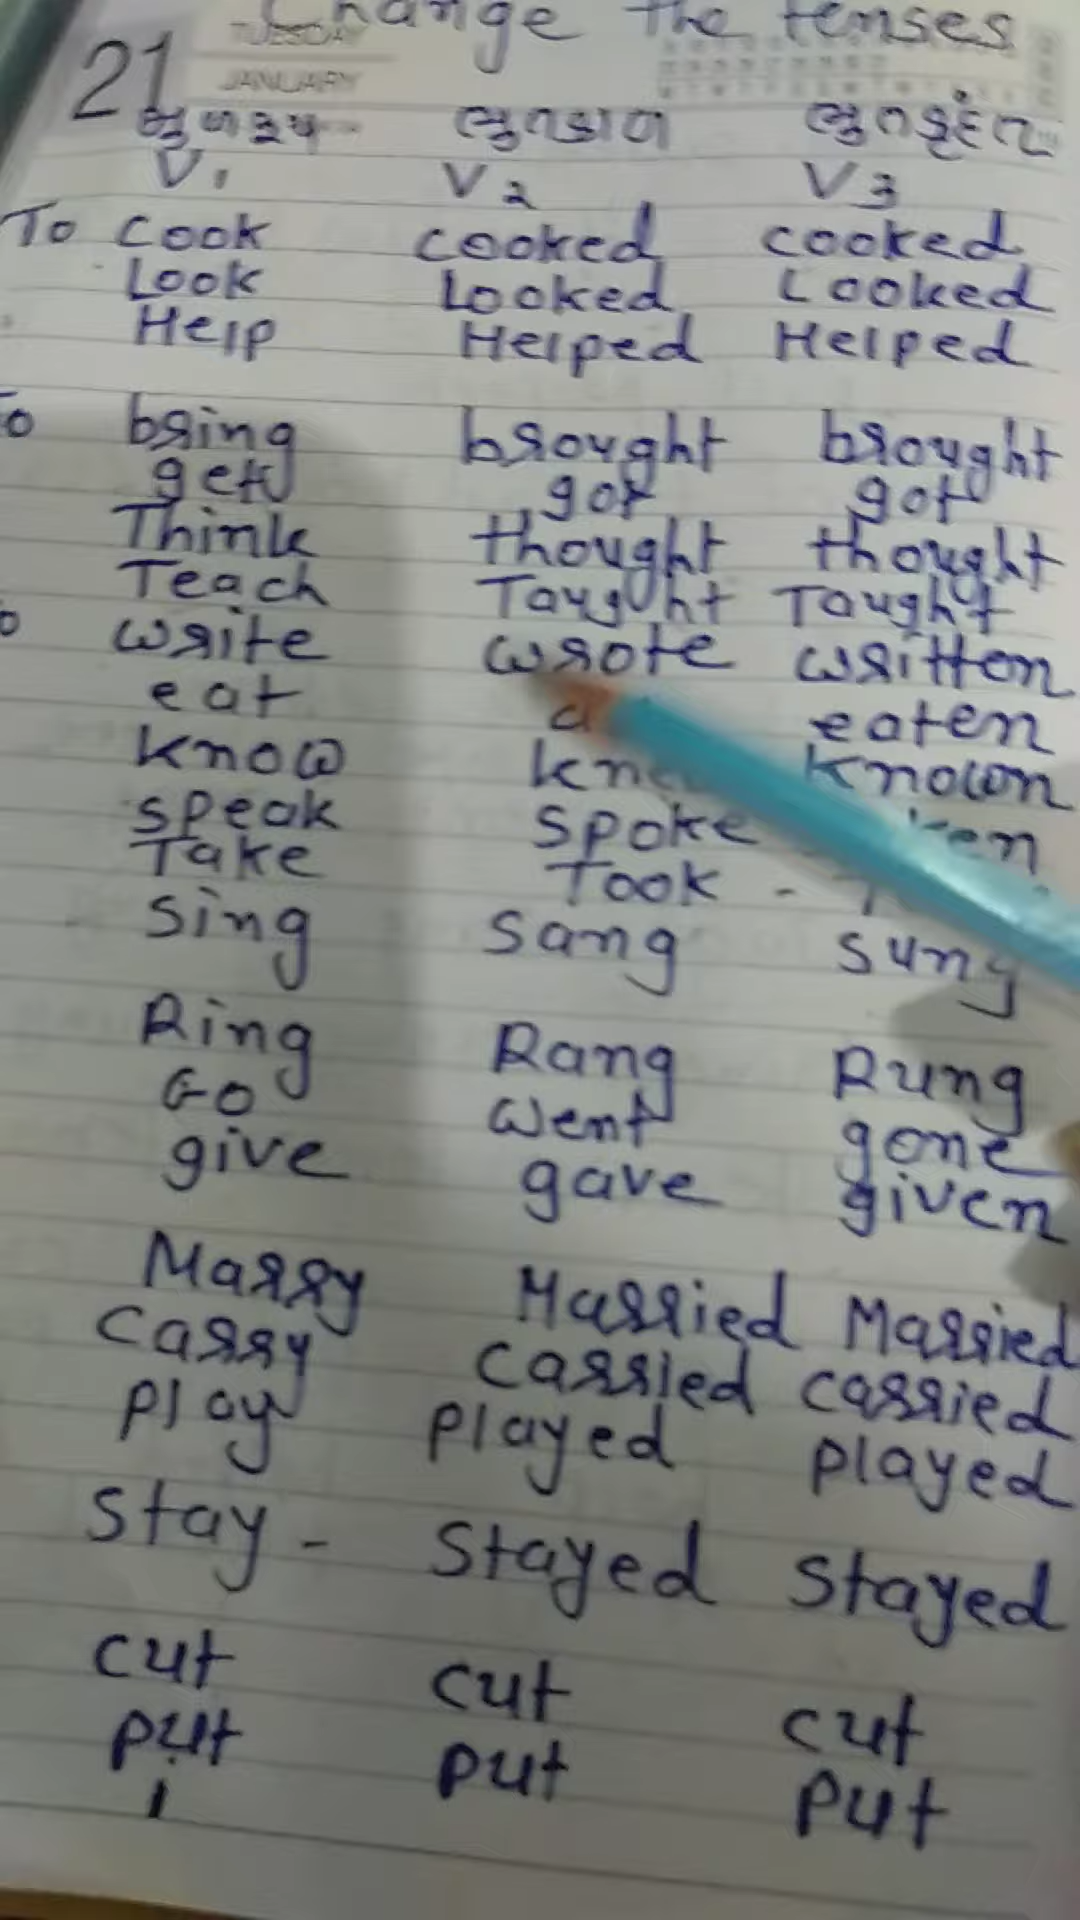 Change the tenses
21 TUESDAY
JANUARY
भुतकाळ
V1 V2 V3
To Cook cooked cooked
Look Looked Looked
Help Helped Helped
To bring brought brought
get got got
Think thought thought
Teach Taught Taught
write wrote written
eat eaten
know known
speak spoke
Take Took -
Sing Sang Sung
Ring Rang Rung
Go went gone
give gave given
Marry Married Married
Carry Carried carried
Play Played Played
Stay - Stayed Stayed
cut cut cut
put put put